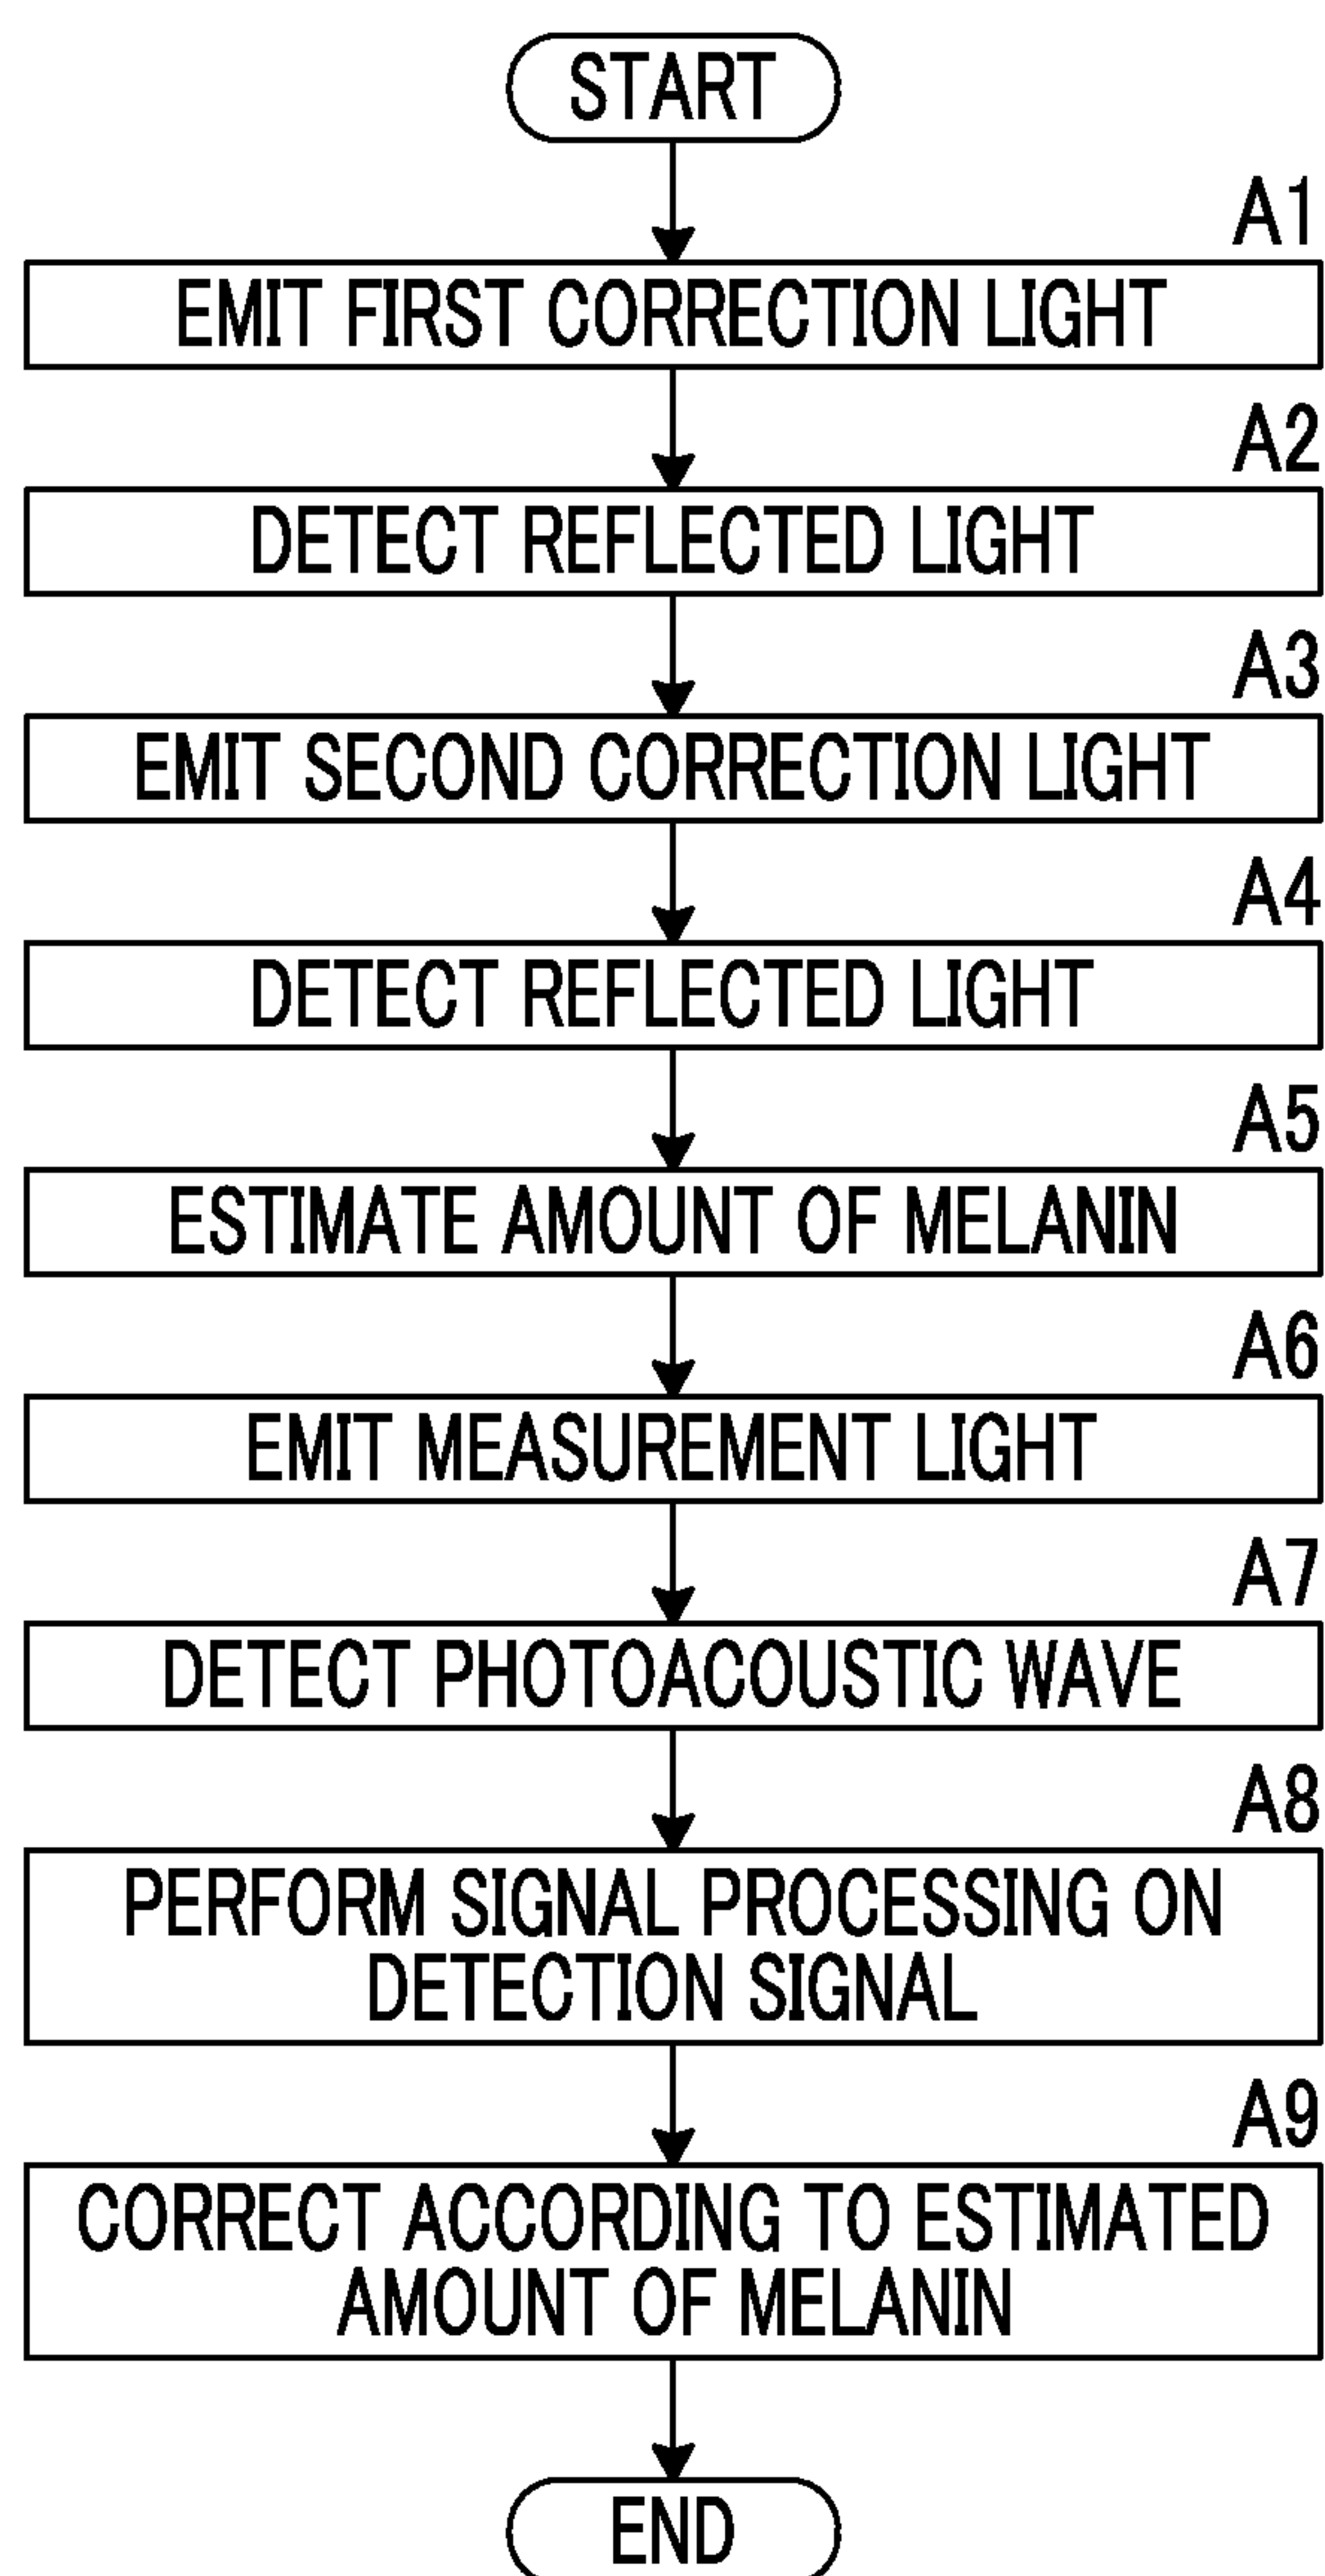 START
A1
EMIT FIRST CORRECTION LIGHT
A2
DETECT REFLECTED LIGHT
A3
EMIT SECOND CORRECTION LIGHT
A4
DETECT REFLECTED LIGHT
A5
ESTIMATE AMOUNT OF MELANIN
A6
EMIT MEASUREMENT LIGHT
A7
DETECT PHOTOACOUSTIC WAVE
A8
PERFORM SIGNAL PROCESSING ON
DETECTION SIGNAL
A9
CORRECT ACCORDING TO ESTIMATED
AMOUNT OF MELANIN
END